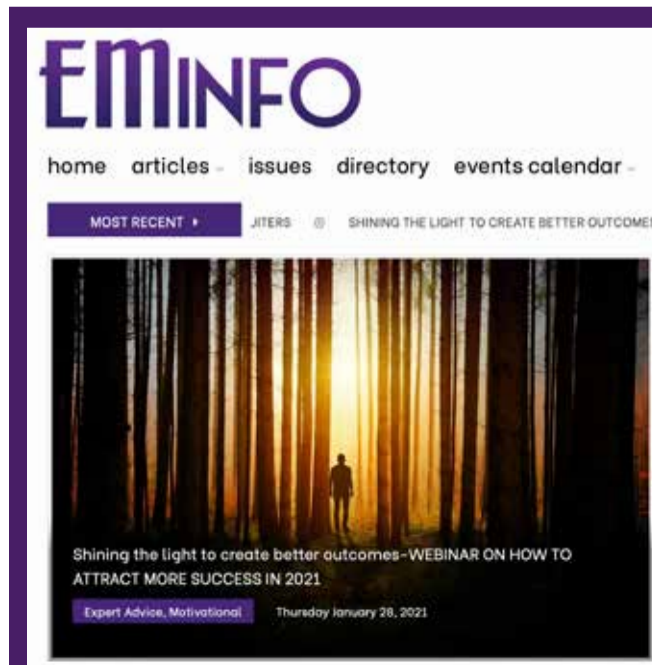 EMINFO
home articles issues directory events calendar
MOST RECENT JITERS SHINING THE LIGHT TO CREATE BETTER OUTCOMES
Shining the light to create better outcomes-WEBINAR ON HOW TO
ATTRACT MORE SUCCESS IN 2021
Expert Advice, Motivational Thursday January 28, 2021